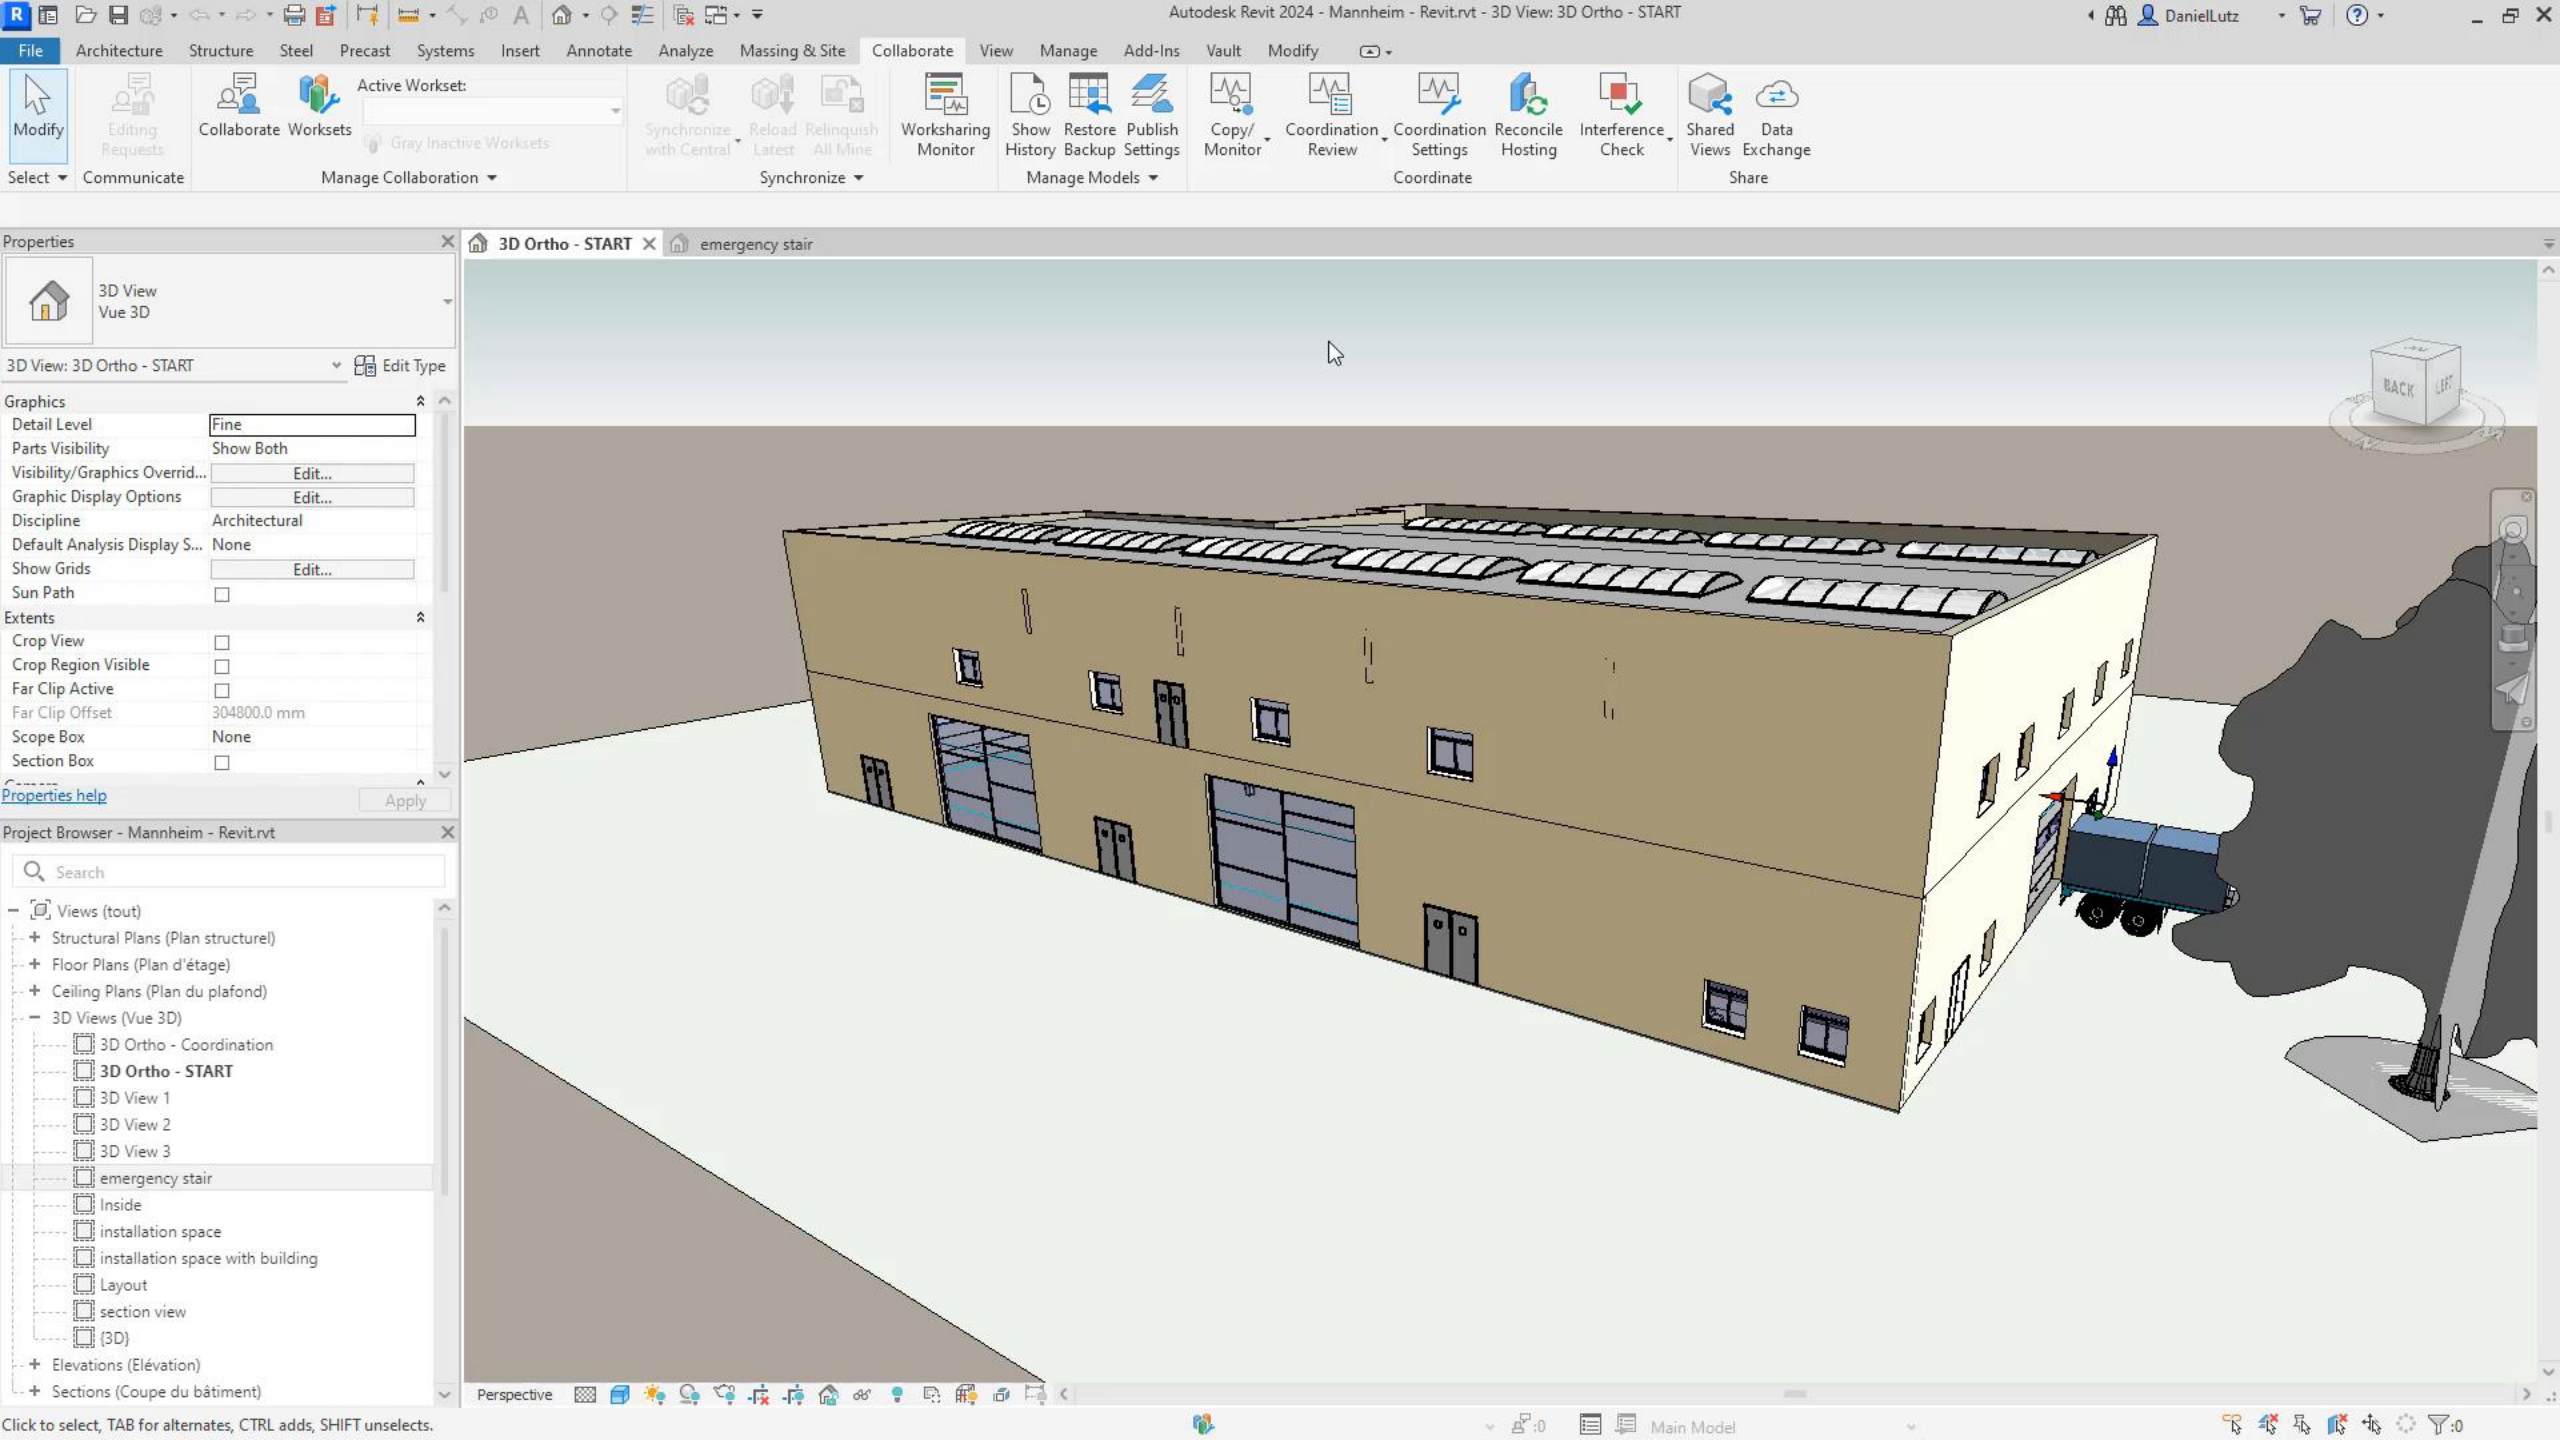 Autodesk Revit 2024 - Mannheim - Revit.rvt - 3D View: 3D Ortho - START
DanielLutz
File Architecture Structure Steel Precast Systems Insert Annotate Analyze Massing & Site Collaborate View Manage Add-Ins Vault Modify
Modify
Editing Requests
Collaborate
Worksets
Active Workset:
Gray Inactive Worksets
Synchronize with Central
Reload Latest
Relinquish All Mine
Worksharing Monitor
Show History
Restore Backup
Publish Settings
Copy/ Monitor
Coordination Review
Coordination Settings
Reconcile Hosting
Interference Check
Shared Views
Data Exchange
Select Communicate Manage Collaboration Synchronize Manage Models Coordinate Share
Properties
3D View
Vue 3D
3D View: 3D Ortho - START Edit Type
Graphics
Detail Level Fine
Parts Visibility Show Both
Visibility/Graphics Overrid... Edit...
Graphic Display Options Edit...
Discipline Architectural
Default Analysis Display S... None
Show Grids Edit...
Sun Path
Extents
Crop View
Crop Region Visible
Far Clip Active
Far Clip Offset 304800.0 mm
Scope Box None
Section Box
Properties help Apply
Project Browser - Mannheim - Revit.rvt
Search
Views (tout)
Structural Plans (Plan structurel)
Floor Plans (Plan d'étage)
Ceiling Plans (Plan du plafond)
3D Views (Vue 3D)
3D Ortho - Coordination
3D Ortho - START
3D View 1
3D View 2
3D View 3
emergency stair
Inside
installation space
installation space with building
Layout
section view
{3D}
Elevations (Elévation)
Sections (Coupe du bâtiment)
3D Ortho - START emergency stair
BACK LEFT
Perspective
Click to select, TAB for alternates, CTRL adds, SHIFT unselects.
:0
Main Model
:0